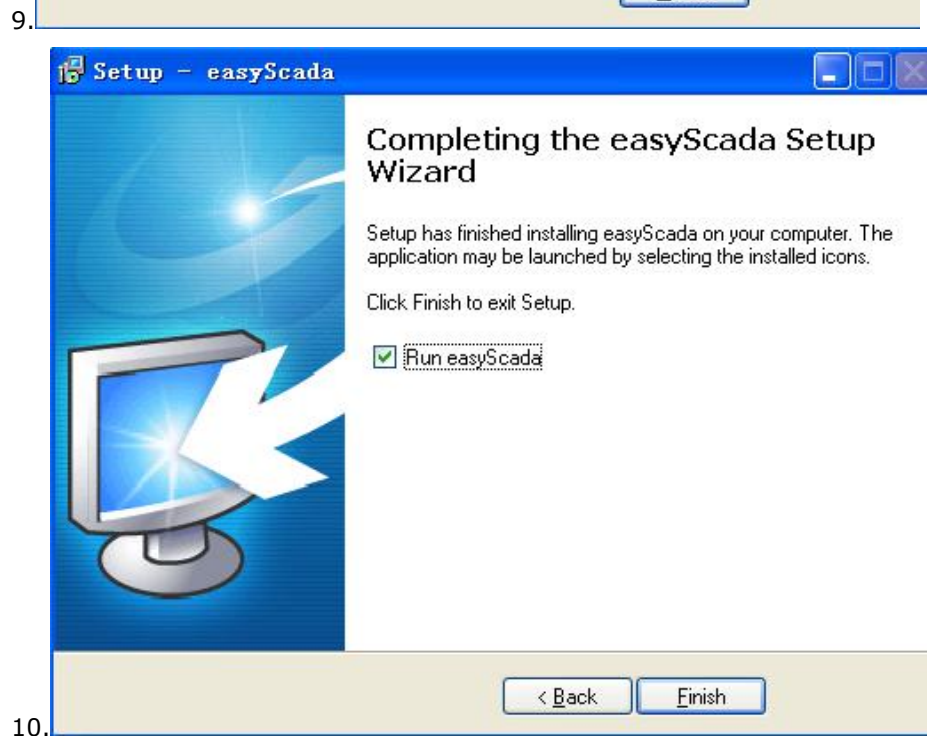 9.
Setup - easyScada
Completing the easyScada Setup
Wizard
Setup has finished installing easyScada on your computer. The
application may be launched by selecting the installed icons.
Click Finish to exit Setup.
Run easyScada
< Back Finish
10.